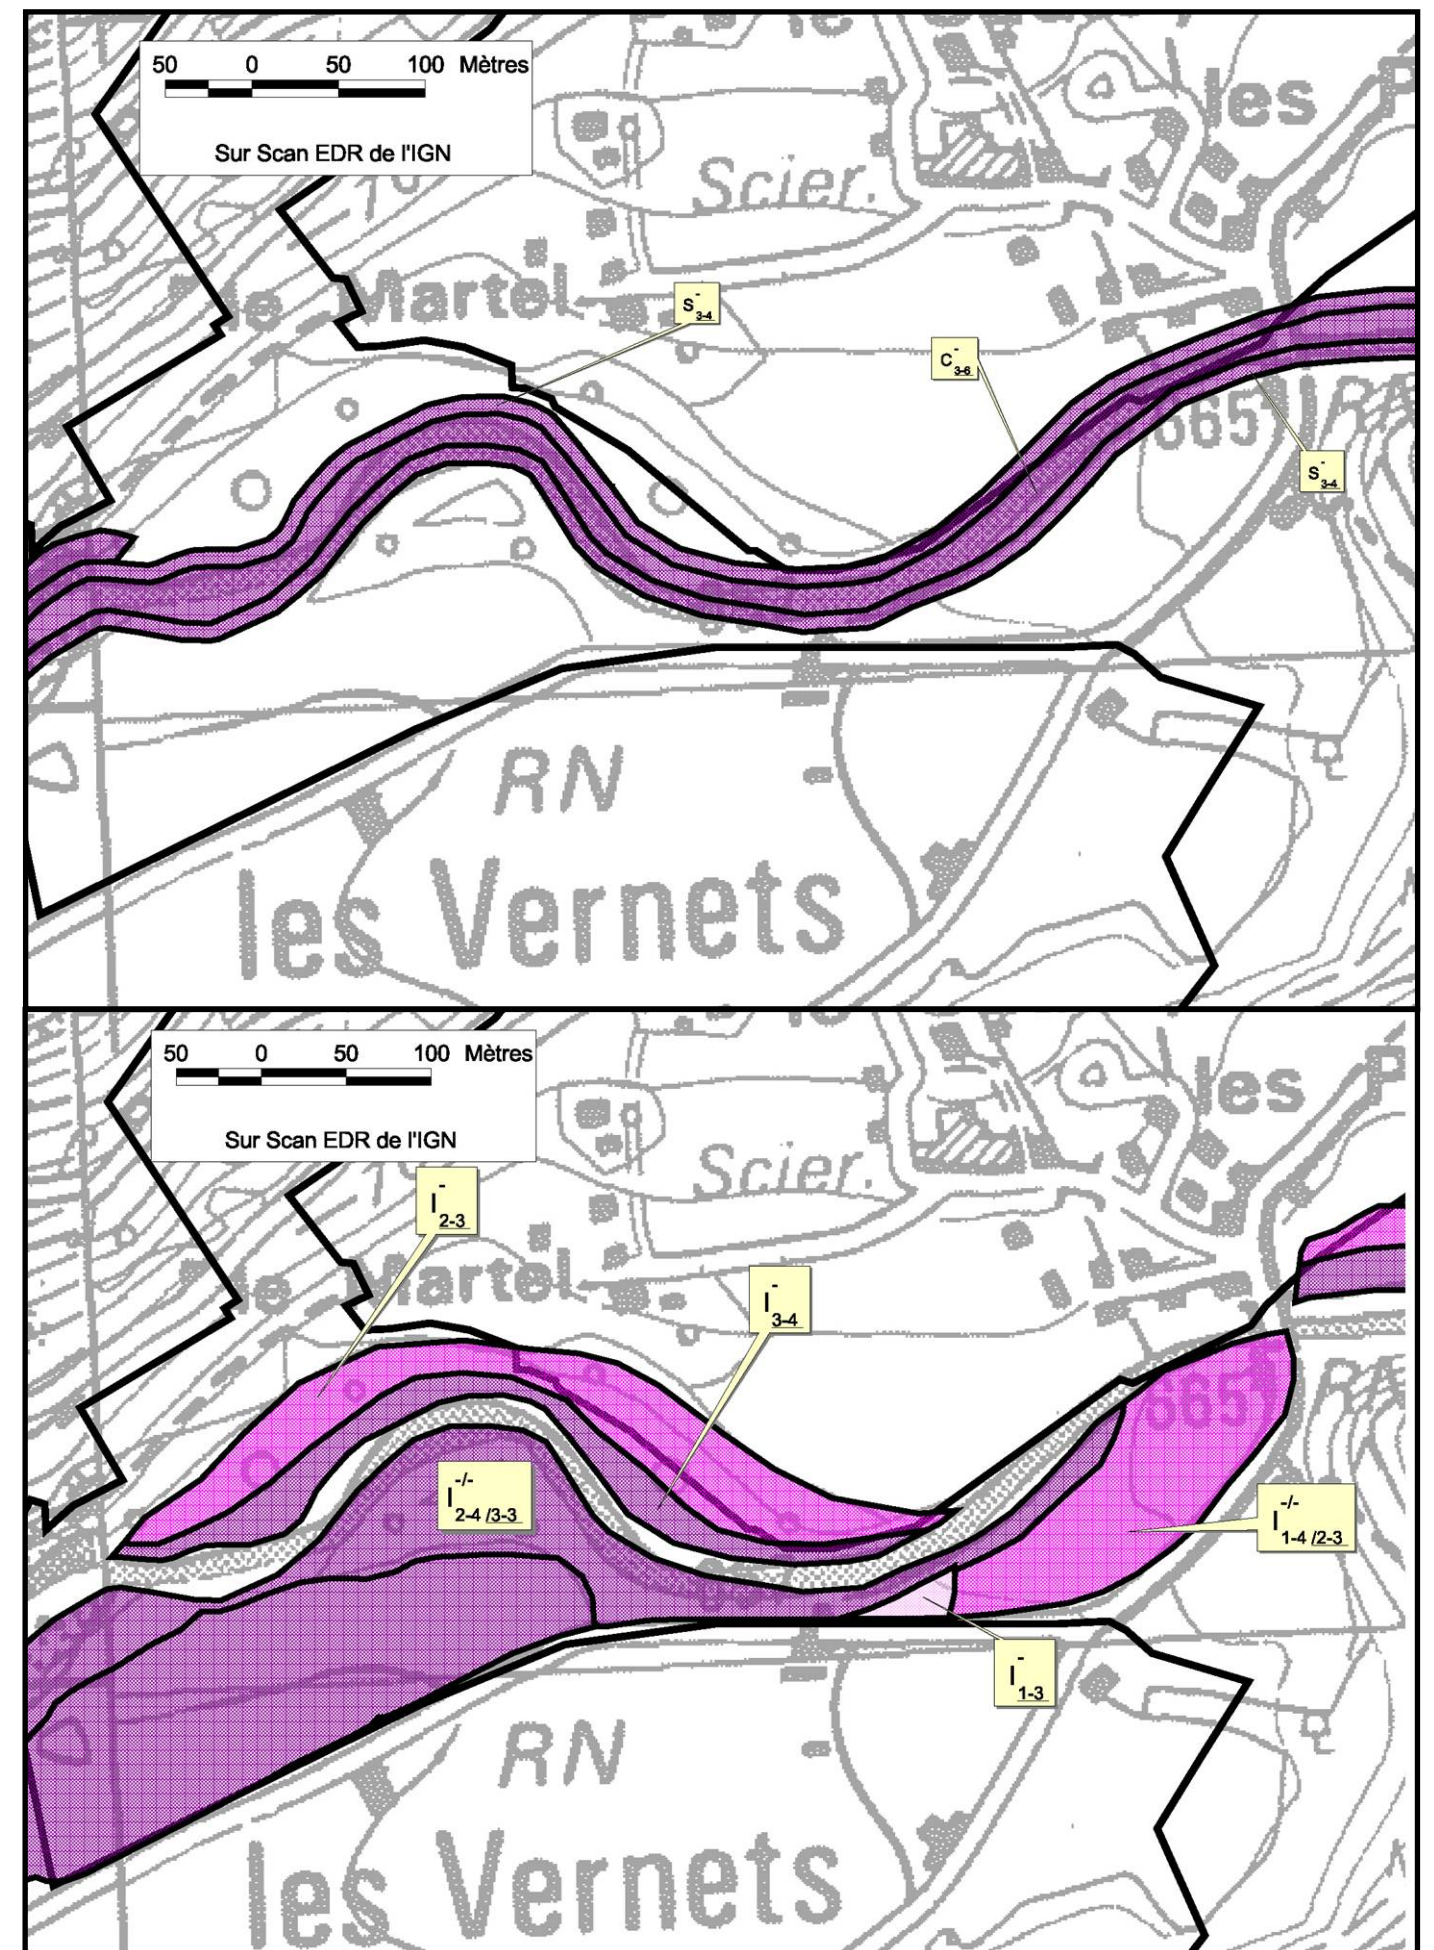 50 0 50 100 Mètres
Sur Scan EDR de l'IGN
les
Scier.
Martel
S-
3-4
C-
3-6
665
S-
3-4
RN
les Vernets
50 0 50 100 Mètres
Sur Scan EDR de l'IGN
les
Scier.
I-
2-3
Martel
I-
3-4
665
I-/-
2-4 /3-3
I-/-
1-4 /2-3
I-
1-3
RN
les Vernets